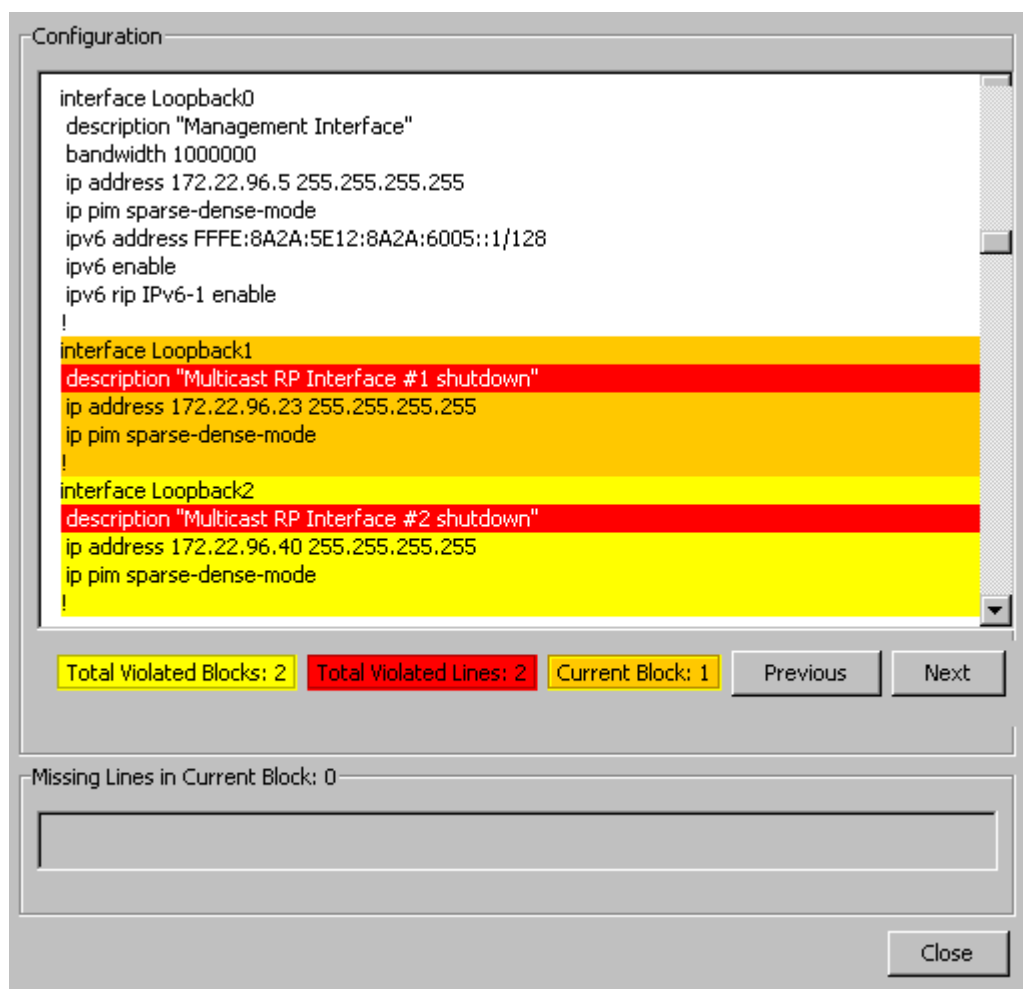 Configuration
interface Loopback0
description "Management Interface"
bandwidth 1000000
ip address 172.22.96.5 255.255.255.255
ip pim sparse-dense-mode
ipv6 address FFFE:8A2A:5E12:8A2A:6005::1/128
ipv6 enable
ipv6 rip IPv6-1 enable
!
interface Loopback1
description "Multicast RP Interface #1 shutdown"
ip address 172.22.96.23 255.255.255.255
ip pim sparse-dense-mode
!
interface Loopback2
description "Multicast RP Interface #2 shutdown"
ip address 172.22.96.40 255.255.255.255
ip pim sparse-dense-mode
!
Total Violated Blocks: 2 Total Violated Lines: 2 Current Block: 1 Previous Next
Missing Lines in Current Block: 0
Close